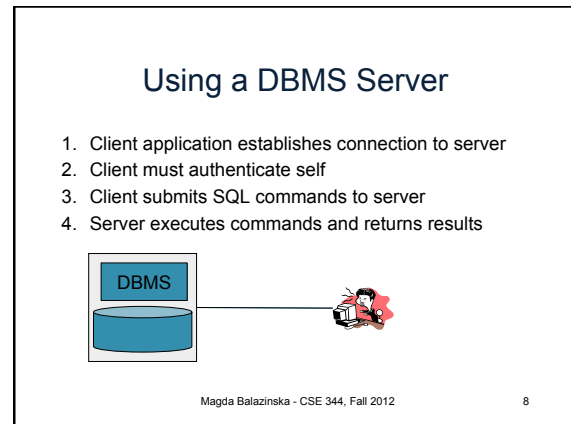 Using a DBMS Server
1. Client application establishes connection to server
2. Client must authenticate self
3. Client submits SQL commands to server
4. Server executes commands and returns results
DBMS
Magda Balazinska - CSE 344, Fall 2012
8